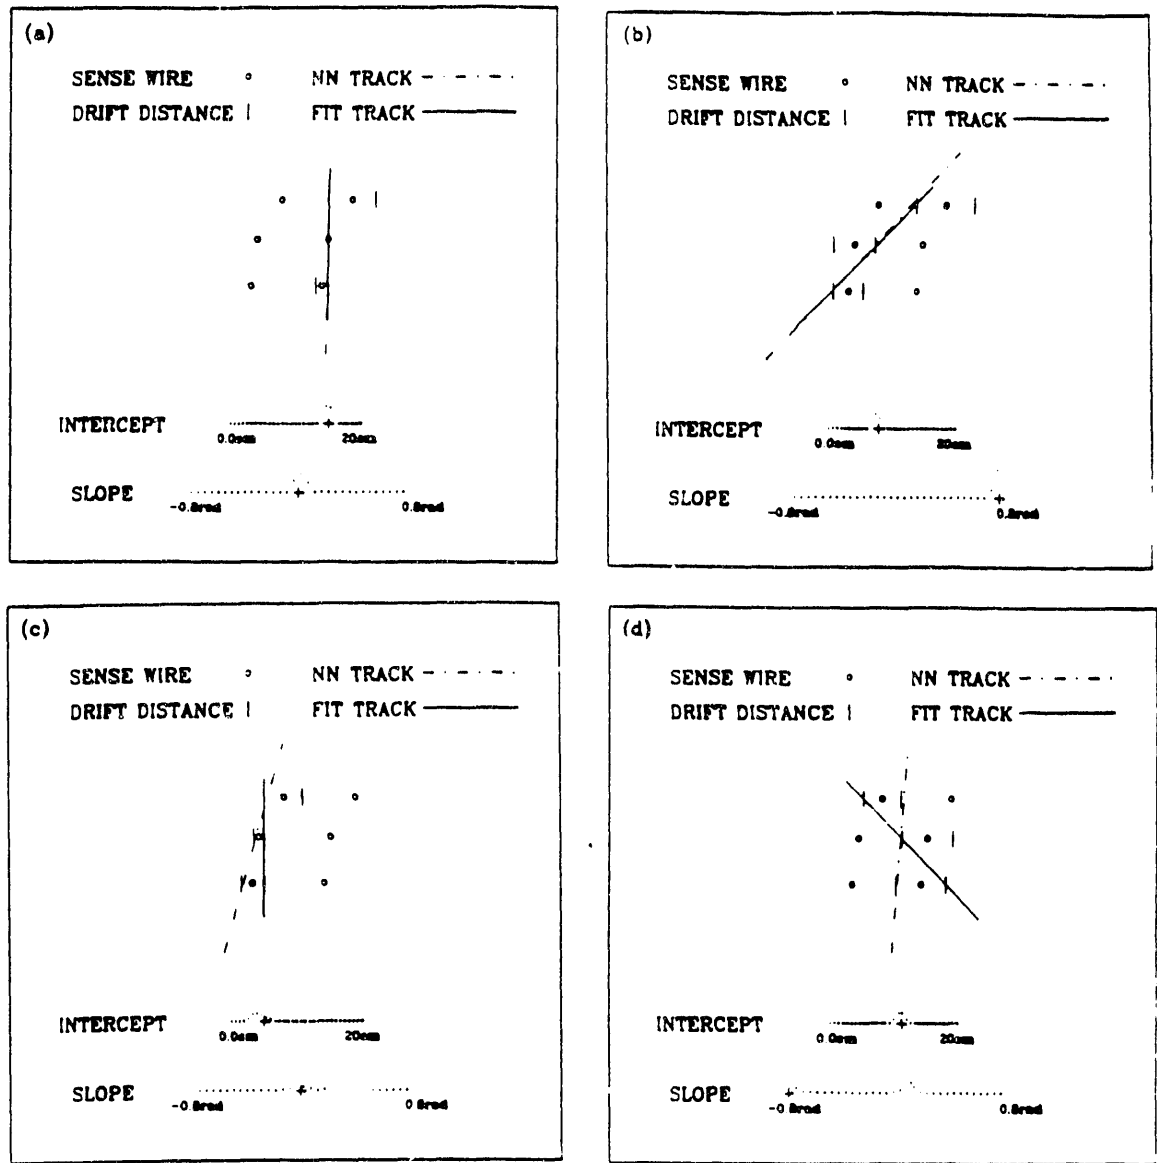 (a)
SENSE WIRE NN TRACK
DRIFT DISTANCE FIT TRACK
INTERCEPT
0.0cm 20cm
SLOPE
-0.8rad 0.8rad
(b)
SENSE WIRE NN TRACK
DRIFT DISTANCE FIT TRACK
INTERCEPT
0.0cm 20cm
SLOPE
-0.8rad 0.8rad
(c)
SENSE WIRE NN TRACK
DRIFT DISTANCE FIT TRACK
INTERCEPT
0.0cm 20cm
SLOPE
-0.8rad 0.8rad
(d)
SENSE WIRE NN TRACK
DRIFT DISTANCE FIT TRACK
INTERCEPT
0.0cm 20cm
SLOPE
-0.8rad 0.8rad